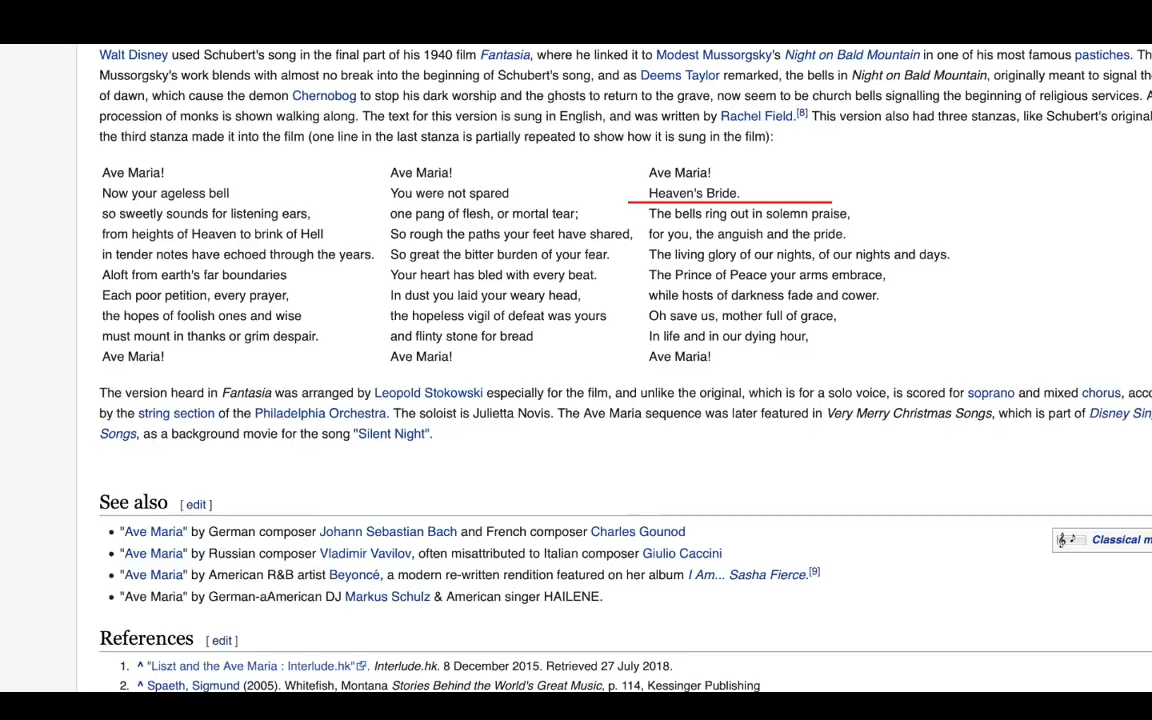 Walt Disney used Schubert's song in the final part of his 1940 film Fantasia, where he linked it to Modest Mussorgsky's Night on Bald Mountain in one of his most famous pastiches.
Mussorgsky's work blends with almost no break into the beginning of Schubert's song, and as Deems Taylor remarked, the bells in Night on Bald Mountain, originally meant to signal
of dawn, which cause the demon Chernobog to stop his dark worship and the ghosts to return to the grave, now seem to be church bells signalling the beginning of religious services. A
procession of monks is shown walking along. The text for this version is sung in English, and was written by Rachel Field.[8] This version also had three stanzas, like Schubert's
the third stanza made it into the film (one line in the last stanza is partially repeated to show how it is sung in the film):
Ave Maria!
Now your ageless bell
so sweetly sounds for listening ears,
from heights of Heaven to brink of Hell
in tender notes have echoed through the years.
Aloft from earth's far boundaries
Each poor petition, every prayer,
the hopes of foolish ones and wise
must mount in thanks or grim despair.
Ave Maria!
Ave Maria!
You were not spared
one pang of flesh, or mortal tear;
So rough the paths your feet have shared,
So great the bitter burden of your fear.
Your heart has bled with every beat.
In dust you laid your weary head,
the hopeless vigil of defeat was yours
and flinty stone for bread
Ave Maria!
Ave Maria!
Heaven's Bride.
The bells ring out in solemn praise,
for you, the anguish and the pride.
The living glory of our nights, of our nights and days.
The Prince of Peace your arms embrace,
while hosts of darkness fade and cower.
Oh save us, mother full of grace,
In life and in our dying hour,
Ave Maria!
The version heard in Fantasia was arranged by Leopold Stokowski especially for the film, and unlike the original, which is for a solo voice, is scored for soprano and mixed chorus,
by the string section of the Philadelphia Orchestra. The soloist is Julietta Novis. The Ave Maria sequence was later featured in Very Merry Christmas Songs, which is part of Disney
Songs, as a background movie for the song "Silent Night".
See also [ edit ]
• "Ave Maria" by German composer Johann Sebastian Bach and French composer Charles Gounod
• "Ave Maria" by Russian composer Vladimir Vavilov, often misattributed to Italian composer Giulio Caccini
• "Ave Maria" by American R&B artist Beyoncé, a modern re-written rendition featured on her album I Am... Sasha Fierce.[9]
• "Ave Maria" by German-aAmerican DJ Markus Schulz & American singer HAILENE.
Classical
References [ edit ]
1. ^ "Liszt and the Ave Maria : Interlude.hk". Interlude.hk. 8 December 2015. Retrieved 27 July 2018.
2. ^ Spaeth, Sigmund (2005). Whitefish, Montana Stories Behind the World's Great Music, p. 114, Kessinger Publishing